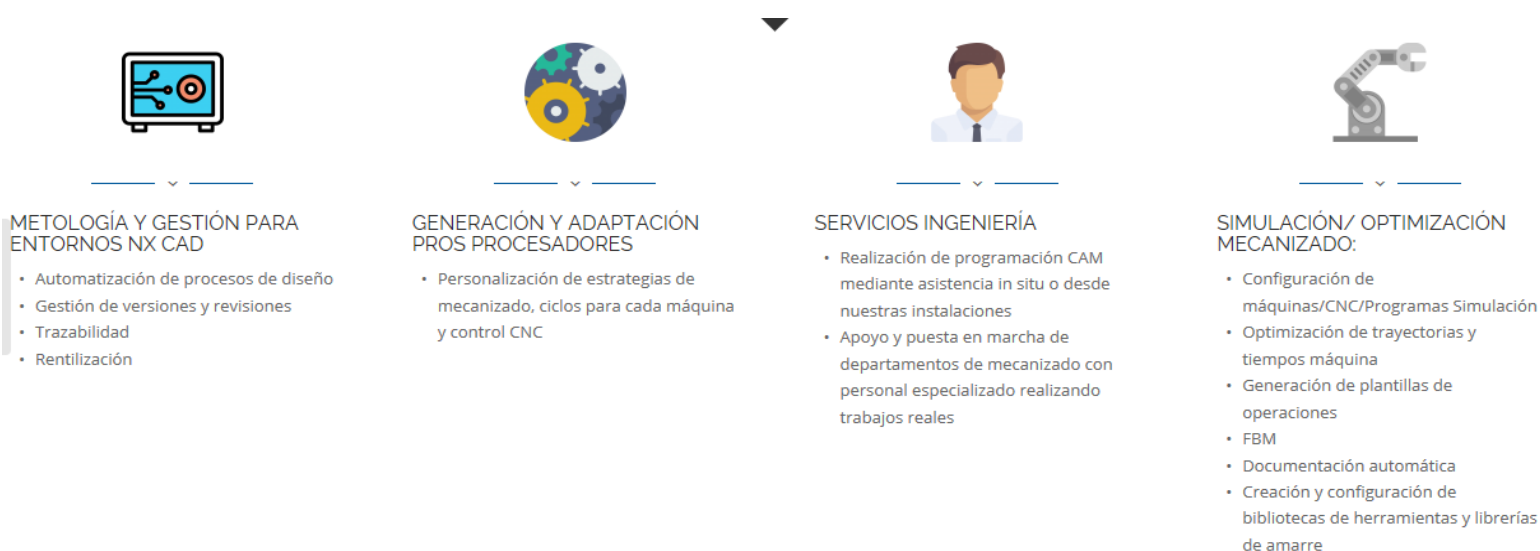 METOLOGÍA Y GESTIÓN PARA
ENTORNOS NX CAD
• Automatización de procesos de diseño
• Gestión de versiones y revisiones
• Trazabilidad
• Rentilización
GENERACIÓN Y ADAPTACIÓN
PROS PROCESADORES
• Personalización de estrategias de
mecanizado, ciclos para cada máquina
y control CNC
SERVICIOS INGENIERÍA
• Realización de programación CAM
mediante asistencia in situ o desde
nuestras instalaciones
• Apoyo y puesta en marcha de
departamentos de mecanizado con
personal especializado realizando
trabajos reales
SIMULACIÓN/ OPTIMIZACIÓN
MECANIZADO:
• Configuración de
máquinas/CNC/Programas Simulación
• Optimización de trayectorias y
tiempos máquina
• Generación de plantillas de
operaciones
• FBM
• Documentación automática
• Creación y configuración de
bibliotecas de herramientas y librerías
de amarre